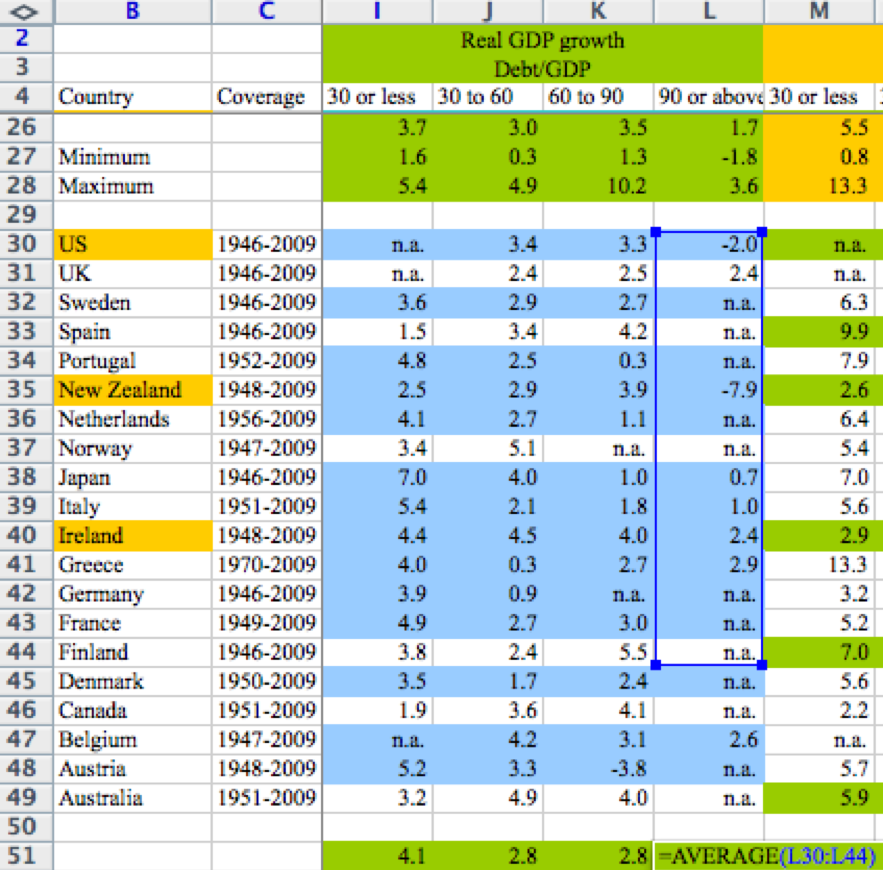 B C I J K L M
2 Real GDP growth
3 Debt/GDP
4 Country Coverage 30 or less 30 to 60 60 to 90 90 or above 30 or less
26 3.7 3.0 3.5 1.7 5.5
27 Minimum 1.6 0.3 1.3 -1.8 0.8
28 Maximum 5.4 4.9 10.2 3.6 13.3
29
30 US 1946-2009 n.a. 3.4 3.3 -2.0 n.a.
31 UK 1946-2009 n.a. 2.4 2.5 2.4 n.a.
32 Sweden 1946-2009 3.6 2.9 2.7 n.a. 6.3
33 Spain 1946-2009 1.5 3.4 4.2 n.a. 9.9
34 Portugal 1952-2009 4.8 2.5 0.3 n.a. 7.9
35 New Zealand 1948-2009 2.5 2.9 3.9 -7.9 2.6
36 Netherlands 1956-2009 4.1 2.7 1.1 n.a. 6.4
37 Norway 1947-2009 3.4 5.1 n.a. n.a. 5.4
38 Japan 1946-2009 7.0 4.0 1.0 0.7 7.0
39 Italy 1951-2009 5.4 2.1 1.8 1.0 5.6
40 Ireland 1948-2009 4.4 4.5 4.0 2.4 2.9
41 Greece 1970-2009 4.0 0.3 2.7 2.9 13.3
42 Germany 1946-2009 3.9 0.9 n.a. n.a. 3.2
43 France 1949-2009 4.9 2.7 3.0 n.a. 5.2
44 Finland 1946-2009 3.8 2.4 5.5 n.a. 7.0
45 Denmark 1950-2009 3.5 1.7 2.4 n.a. 5.6
46 Canada 1951-2009 1.9 3.6 4.1 n.a. 2.2
47 Belgium 1947-2009 n.a. 4.2 3.1 2.6 n.a.
48 Austria 1948-2009 5.2 3.3 -3.8 n.a. 5.7
49 Australia 1951-2009 3.2 4.9 4.0 n.a. 5.9
50
51 4.1 2.8 2.8 =AVERAGE(L30:L44)